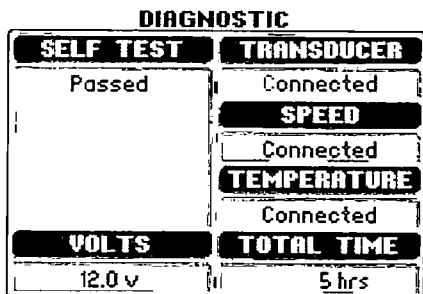 DIAGNOSTIC
SELF TEST
Passed
TRANSDUCER
Connected
SPEED
Connected
TEMPERATURE
Connected
VOLTS
12.0 v
TOTAL TIME
5 hrs